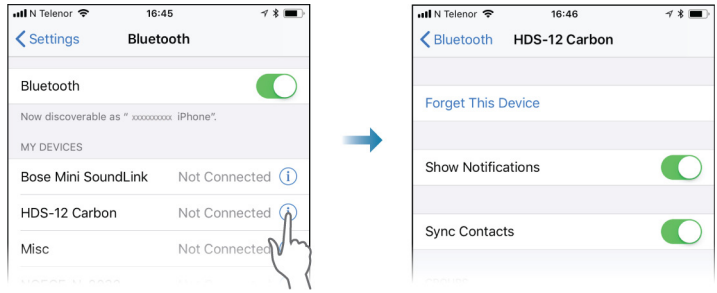 N Telenor 16:45
Settings Bluetooth
Bluetooth
Now discoverable as “ xxxxxxxxxx iPhone”.
MY DEVICES
Bose Mini SoundLink Not Connected i
HDS-12 Carbon Not Connected i
Misc Not Connected
N Telenor 16:46
Bluetooth HDS-12 Carbon
Forget This Device
Show Notifications
Sync Contacts